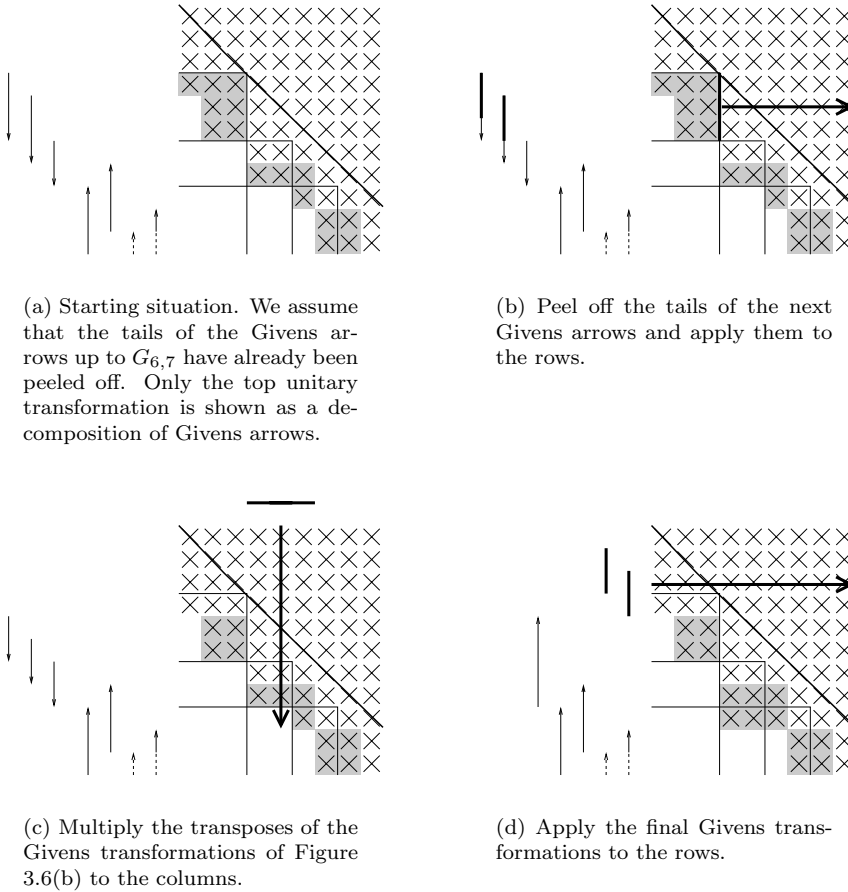 (a) Starting situation. We assume
that the tails of the Givens ar-
rows up to G6,7 have already been
peeled off. Only the top unitary
transformation is shown as a de-
composition of Givens arrows.
(b) Peel off the tails of the next
Givens arrows and apply them to
the rows.
(c) Multiply the transposes of the
Givens transformations of Figure
3.6(b) to the columns.
(d) Apply the final Givens trans-
formations to the rows.